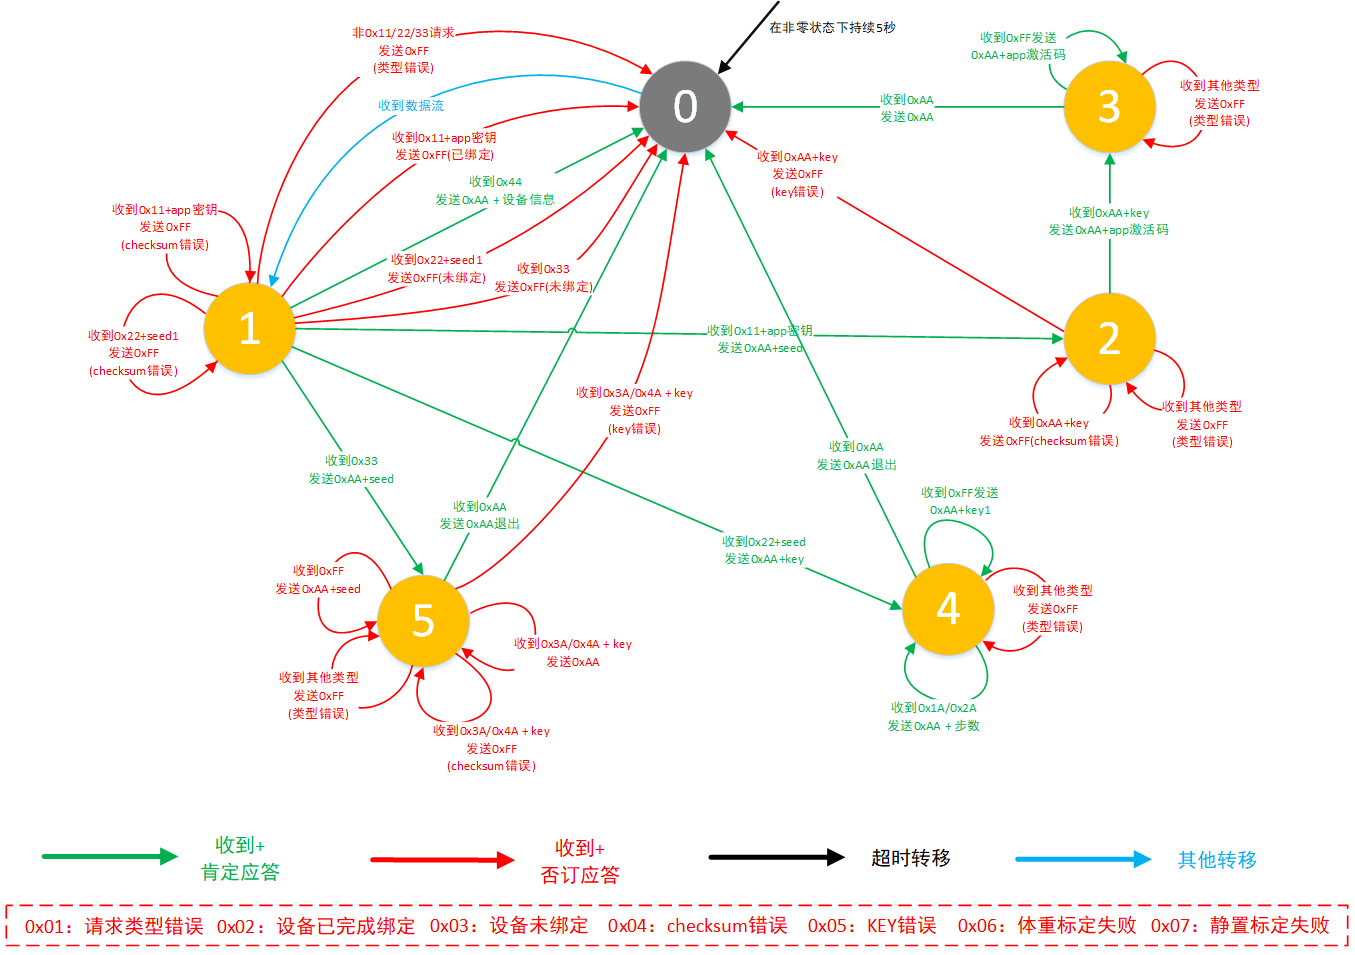 非0x11/22/33请求
发送0xFF
(类型错误)
在非零状态下持续5秒
0
收到数据流
收到0x11+app密钥
发送0xFF(已绑定)
收到0x44
发送0xAA + 设备信息
收到0xAA
发送0xAA
收到0xFF发送
0xAA+app激活码
3
收到其他类型
发送0xFF
(类型错误)
收到0xAA+key
发送0xFF
(key错误)
收到0xAA+key
发送0xAA+app激活码
收到0x11+app密钥
发送0xFF
(checksum错误)
收到0x22+seed1
发送0xFF(未绑定)
收到0x33
发送0xFF(未绑定)
1
收到0x22+seed1
发送0xFF
(checksum错误)
收到0x11+app密钥
发送0xAA+seed
2
收到0xAA+key
发送0xFF(checksum错误)
收到其他类型
发送0xFF
(类型错误)
收到0x3A/0x4A + key
发送0xFF
(key错误)
收到0x33
发送0xAA+seed
收到0xAA
发送0xAA退出
收到0xAA
发送0xAA退出
收到0x22+seed
发送0xAA+key
收到0xFF发送
0xAA+key1
4
收到其他类型
发送0xFF
(类型错误)
收到0x1A/0x2A
发送0xAA + 步数
收到0xFF
发送0xAA+seed
5
收到0x3A/0x4A + key
发送0xAA
收到其他类型
发送0xFF
(类型错误)
收到0x3A/0x4A + key
发送0xFF
(checksum错误)
收到+
肯定应答
收到+
否订应答
超时转移
其他转移
0x01：请求类型错误 0x02：设备已完成绑定 0x03：设备未绑定 0x04：checksum错误 0x05：KEY错误 0x06：体重标定失败 0x07：静置标定失败